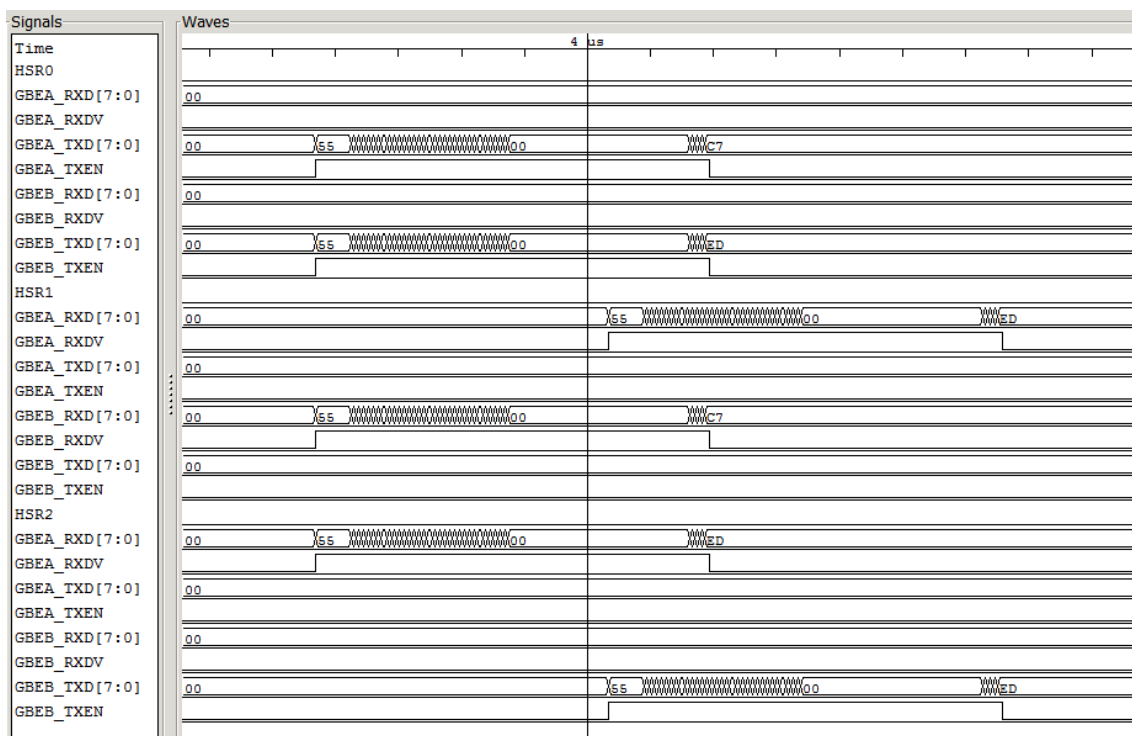 Signals Waves
Time 4 us
HSR0
GBEA_RXD[7:0] 00
GBEA_RXDV
GBEA_TXD[7:0] 00 55 00 C7
GBEA_TXEN
GBEB_RXD[7:0] 00
GBEB_RXDV
GBEB_TXD[7:0] 00 55 00 ED
GBEB_TXEN
HSR1
GBEA_RXD[7:0] 00 55 00 ED
GBEA_RXDV
GBEA_TXD[7:0] 00
GBEA_TXEN
GBEB_RXD[7:0] 00 55 00 C7
GBEB_RXDV
GBEB_TXD[7:0] 00
GBEB_TXEN
HSR2
GBEA_RXD[7:0] 00 55 00 ED
GBEA_RXDV
GBEA_TXD[7:0] 00
GBEA_TXEN
GBEB_RXD[7:0] 00
GBEB_RXDV
GBEB_TXD[7:0] 00 55 00 ED
GBEB_TXEN